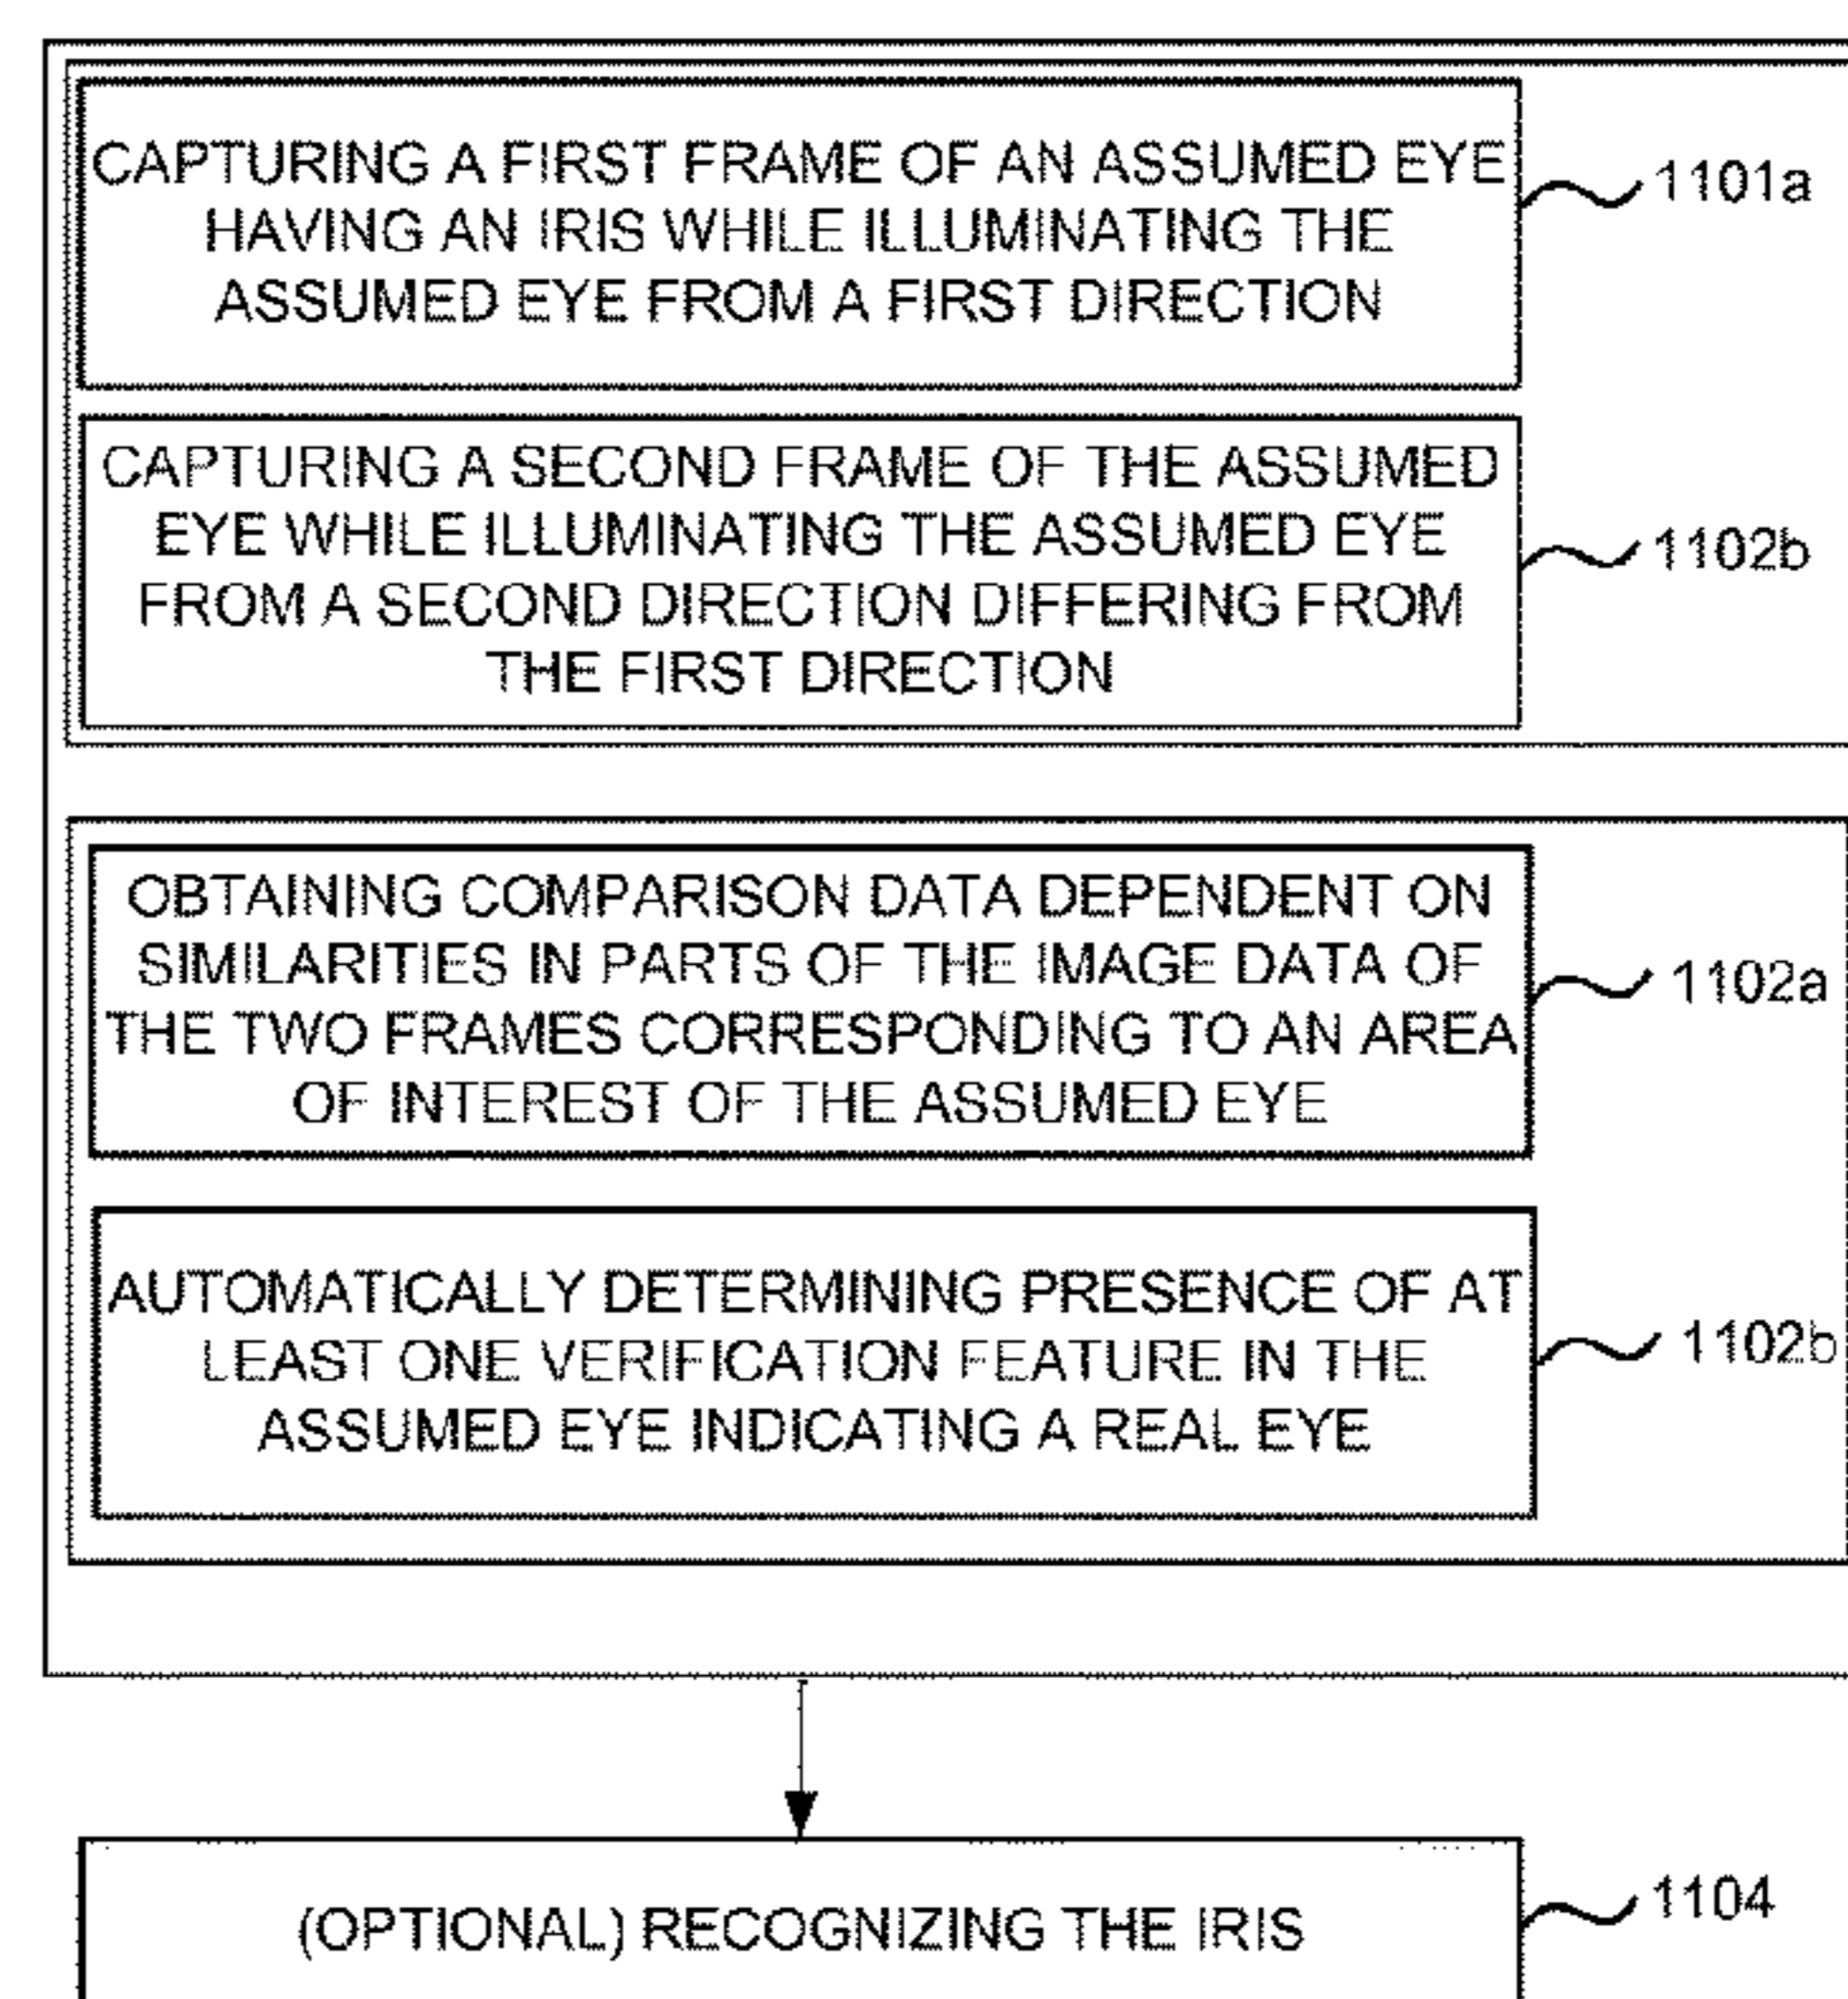 CAPTURING A FIRST FRAME OF AN ASSUMED EYE
HAVING AN IRIS WHILE ILLUMINATING THE
ASSUMED EYE FROM A FIRST DIRECTION
1101a
CAPTURING A SECOND FRAME OF THE ASSUMED
EYE WHILE ILLUMINATING THE ASSUMED EYE
FROM A SECOND DIRECTION DIFFERING FROM
THE FIRST DIRECTION
1102b
OBTAINING COMPARISON DATA DEPENDENT ON
SIMILARITIES IN PARTS OF THE IMAGE DATA OF
THE TWO FRAMES CORRESPONDING TO AN AREA
OF INTEREST OF THE ASSUMED EYE
1102a
AUTOMATICALLY DETERMINING PRESENCE OF AT
LEAST ONE VERIFICATION FEATURE IN THE
ASSUMED EYE INDICATING A REAL EYE
1102b
(OPTIONAL) RECOGNIZING THE IRIS
1104